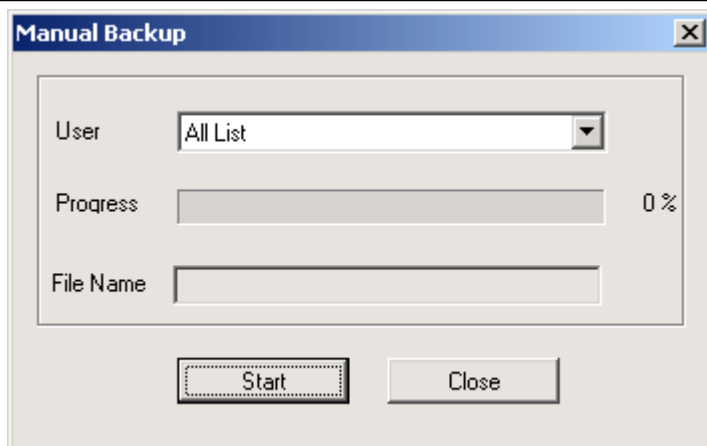 Manual Backup
User All List
Progress 0 %
File Name
Start Close